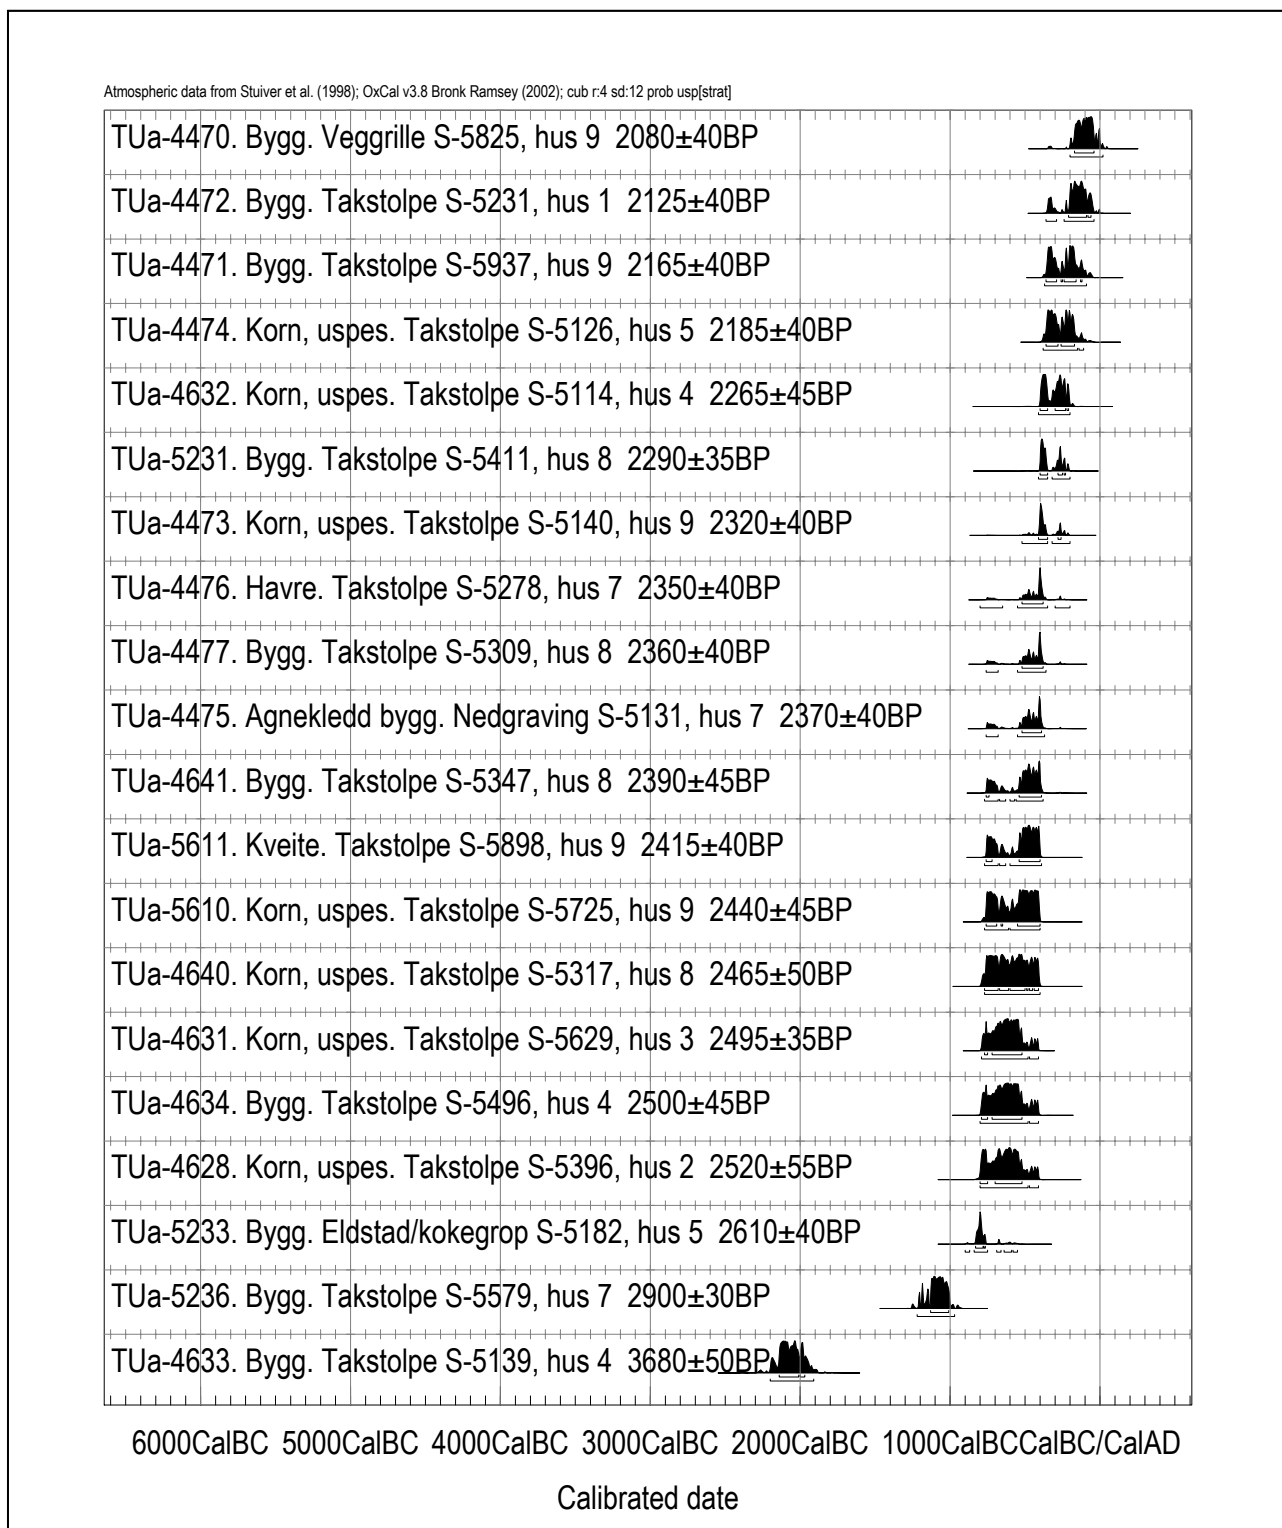 Atmospheric data from Stuiver et al. (1998); OxCal v3.8 Bronk Ramsey (2002); cub r:4 sd:12 prob usp[strat]
TUa-4470. Bygg. Veggrille S-5825, hus 9 2080±40BP
TUa-4472. Bygg. Takstolpe S-5231, hus 1 2125±40BP
TUa-4471. Bygg. Takstolpe S-5937, hus 9 2165±40BP
TUa-4474. Korn, uspes. Takstolpe S-5126, hus 5 2185±40BP
TUa-4632. Korn, uspes. Takstolpe S-5114, hus 4 2265±45BP
TUa-5231. Bygg. Takstolpe S-5411, hus 8 2290±35BP
TUa-4473. Korn, uspes. Takstolpe S-5140, hus 9 2320±40BP
TUa-4476. Havre. Takstolpe S-5278, hus 7 2350±40BP
TUa-4477. Bygg. Takstolpe S-5309, hus 8 2360±40BP
TUa-4475. Agnekledd bygg. Nedgraving S-5131, hus 7 2370±40BP
TUa-4641. Bygg. Takstolpe S-5347, hus 8 2390±45BP
TUa-5611. Kveite. Takstolpe S-5898, hus 9 2415±40BP
TUa-5610. Korn, uspes. Takstolpe S-5725, hus 9 2440±45BP
TUa-4640. Korn, uspes. Takstolpe S-5317, hus 8 2465±50BP
TUa-4631. Korn, uspes. Takstolpe S-5629, hus 3 2495±35BP
TUa-4634. Bygg. Takstolpe S-5496, hus 4 2500±45BP
TUa-4628. Korn, uspes. Takstolpe S-5396, hus 2 2520±55BP
TUa-5233. Bygg. Eldstad/kokegrop S-5182, hus 5 2610±40BP
TUa-5236. Bygg. Takstolpe S-5579, hus 7 2900±30BP
TUa-4633. Bygg. Takstolpe S-5139, hus 4 3680±50BP
6000CalBC 5000CalBC 4000CalBC 3000CalBC 2000CalBC 1000CalBCCalBC/CalAD
Calibrated date